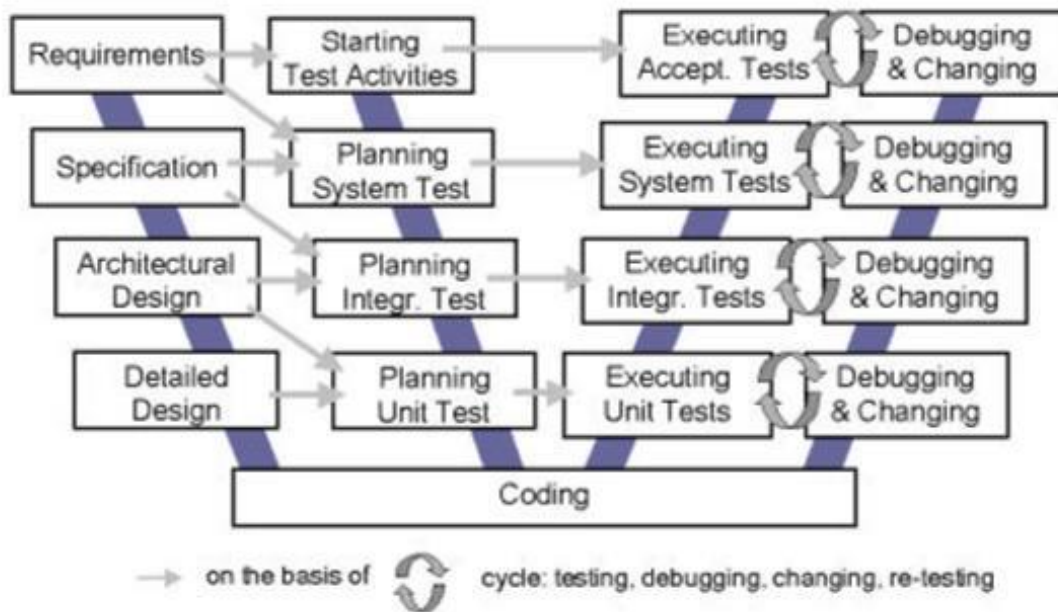 Requirements
Starting
Test Activities
Executing
Accept. Tests
Debugging
& Changing
Specification
Planning
System Test
Executing
System Tests
Debugging
& Changing
Architectural
Design
Planning
Integr. Test
Executing
Integr. Tests
Debugging
& Changing
Detailed
Design
Planning
Unit Test
Executing
Unit Tests
Debugging
& Changing
Coding
on the basis of
cycle: testing, debugging, changing, re-testing